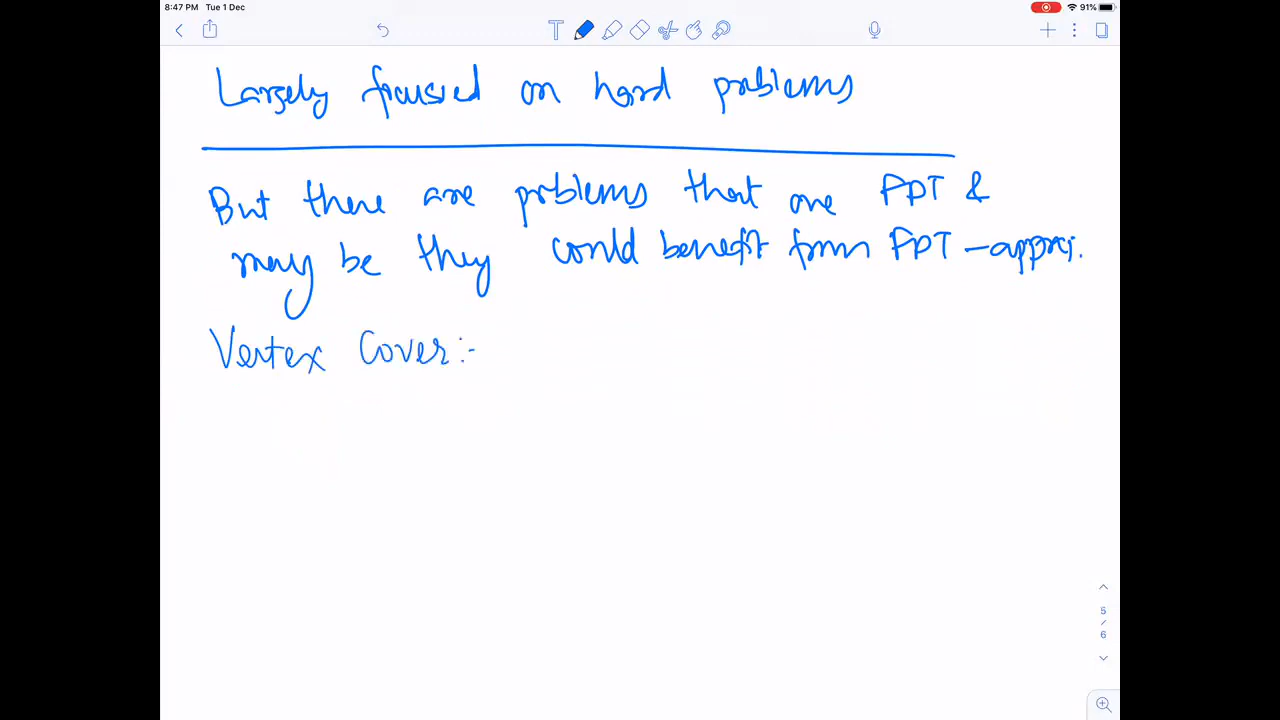 8:47 PM Tue 1 Dec
91%
Largely focused on hard problems
But there are problems that are FPT &
may be they could benefit from FPT -approx.
Vertex Cover :-
5
/
6